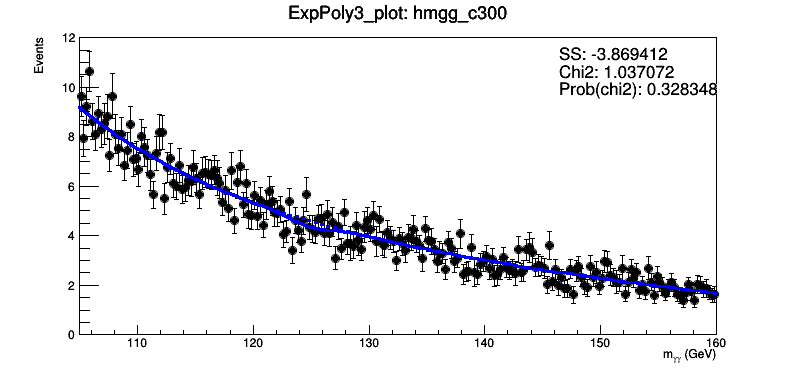 ExpPoly3_plot: hmgg_c300
Events
SS: -3.869412
Chi2: 1.037072
Prob(chi2): 0.328348
12
10
8
6
4
2
0
110 120 130 140 150 160
mγγ (GeV)